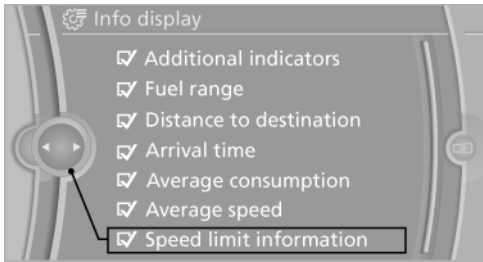 Info display
Additional indicators
Fuel range
Distance to destination
Arrival time
Average consumption
Average speed
Speed limit information